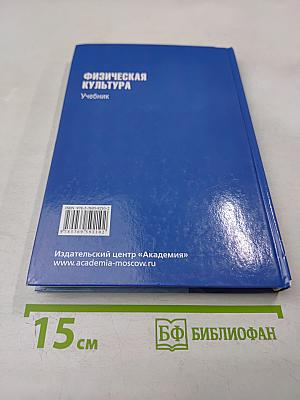 ФИЗИЧЕСКАЯ
КУЛЬТУРА
Учебник
Издательский центр «Академия»
www.academia-moscow.ru
15 см
БФ БИБЛИОФАН